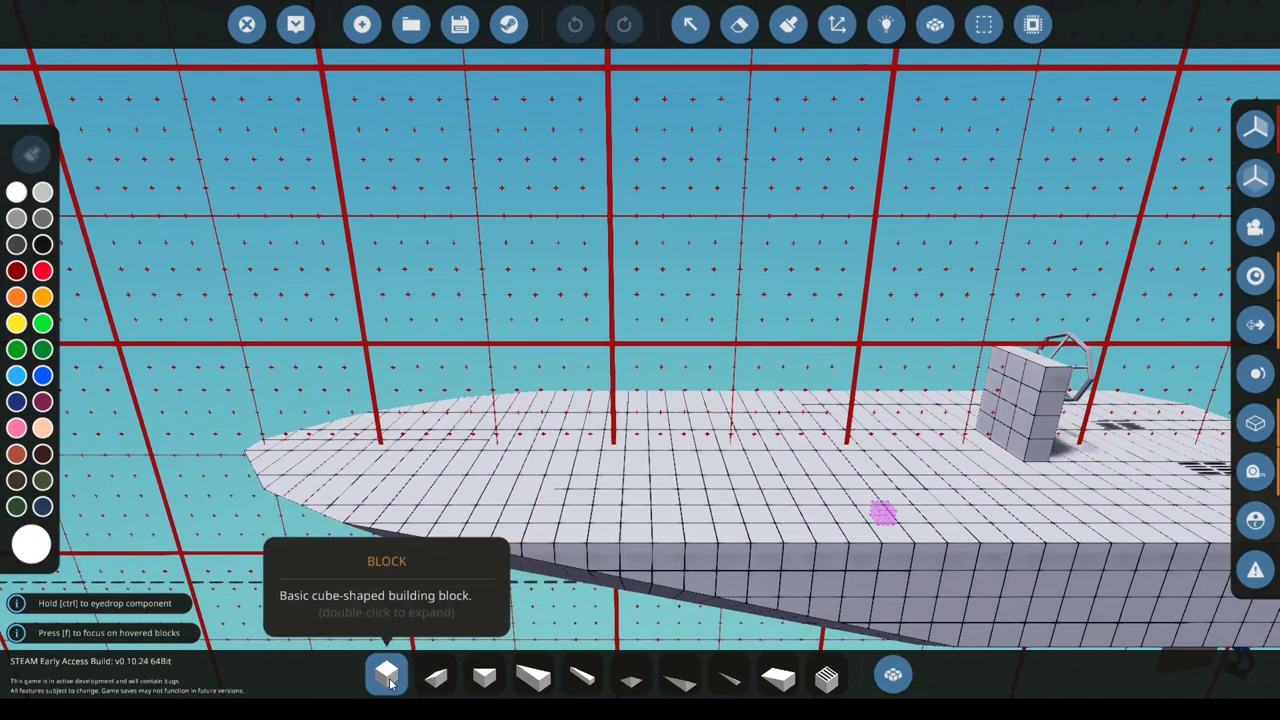 BLOCK
Basic cube-shaped building block.
(double-click to expand)
Hold [ctrl] to eyedrop component
Press [f] to focus on hovered blocks
STEAM Early Access Build: v0.10.24 64Bit
This game is in active development and will contain bugs.
All features subject to change. Game saves may not function in future versions.